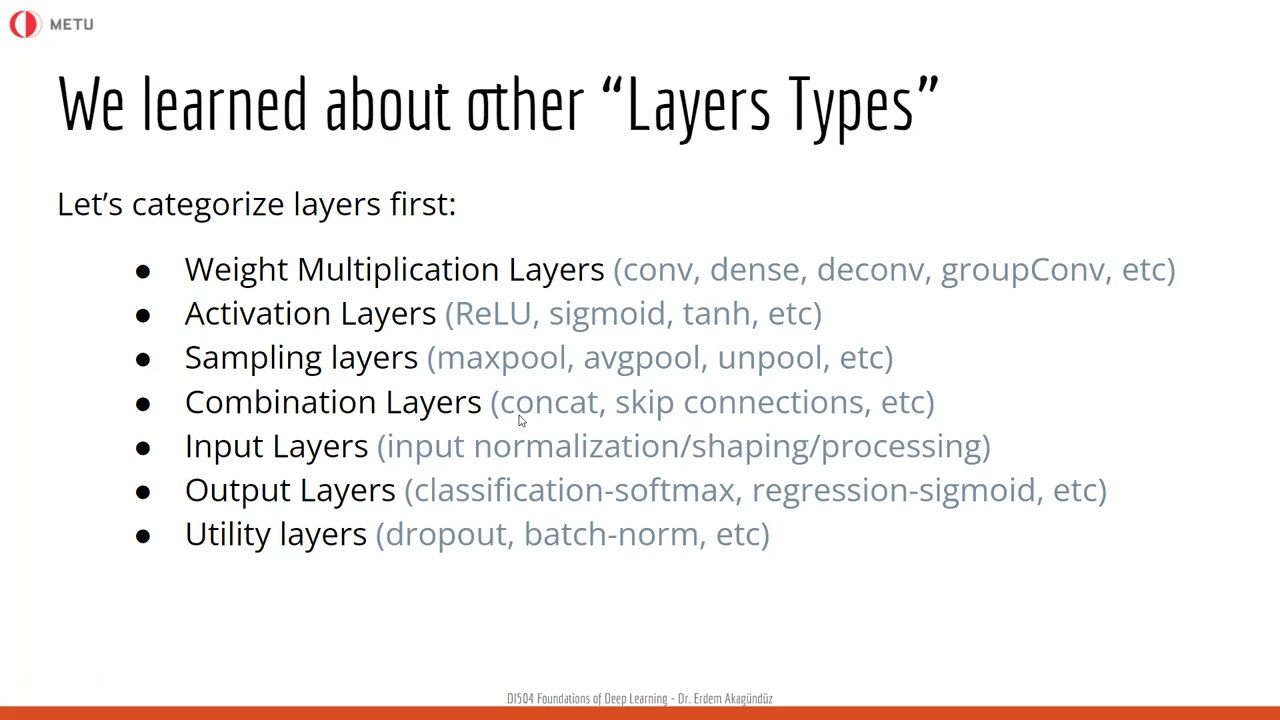 METU
We learned about other “Layers Types”
Let’s categorize layers first:
● Weight Multiplication Layers (conv, dense, deconv, groupConv, etc)
● Activation Layers (ReLU, sigmoid, tanh, etc)
● Sampling layers (maxpool, avgpool, unpool, etc)
● Combination Layers (concat, skip connections, etc)
● Input Layers (input normalization/shaping/processing)
● Output Layers (classification-softmax, regression-sigmoid, etc)
● Utility layers (dropout, batch-norm, etc)
DI504 Foundations of Deep Learning - Dr. Erdem Akagündüz